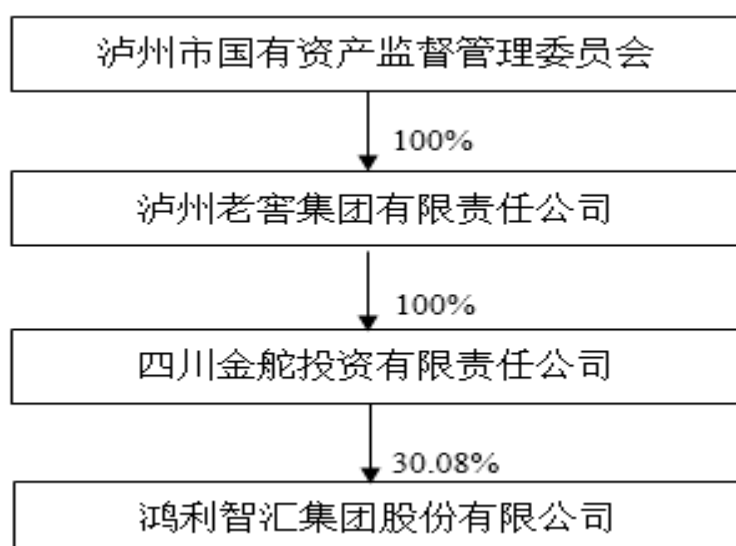 泸州市国有资产监督管理委员会
100%
泸州老窖集团有限责任公司
100%
四川金舵投资有限责任公司
30.08%
鸿利智汇集团股份有限公司